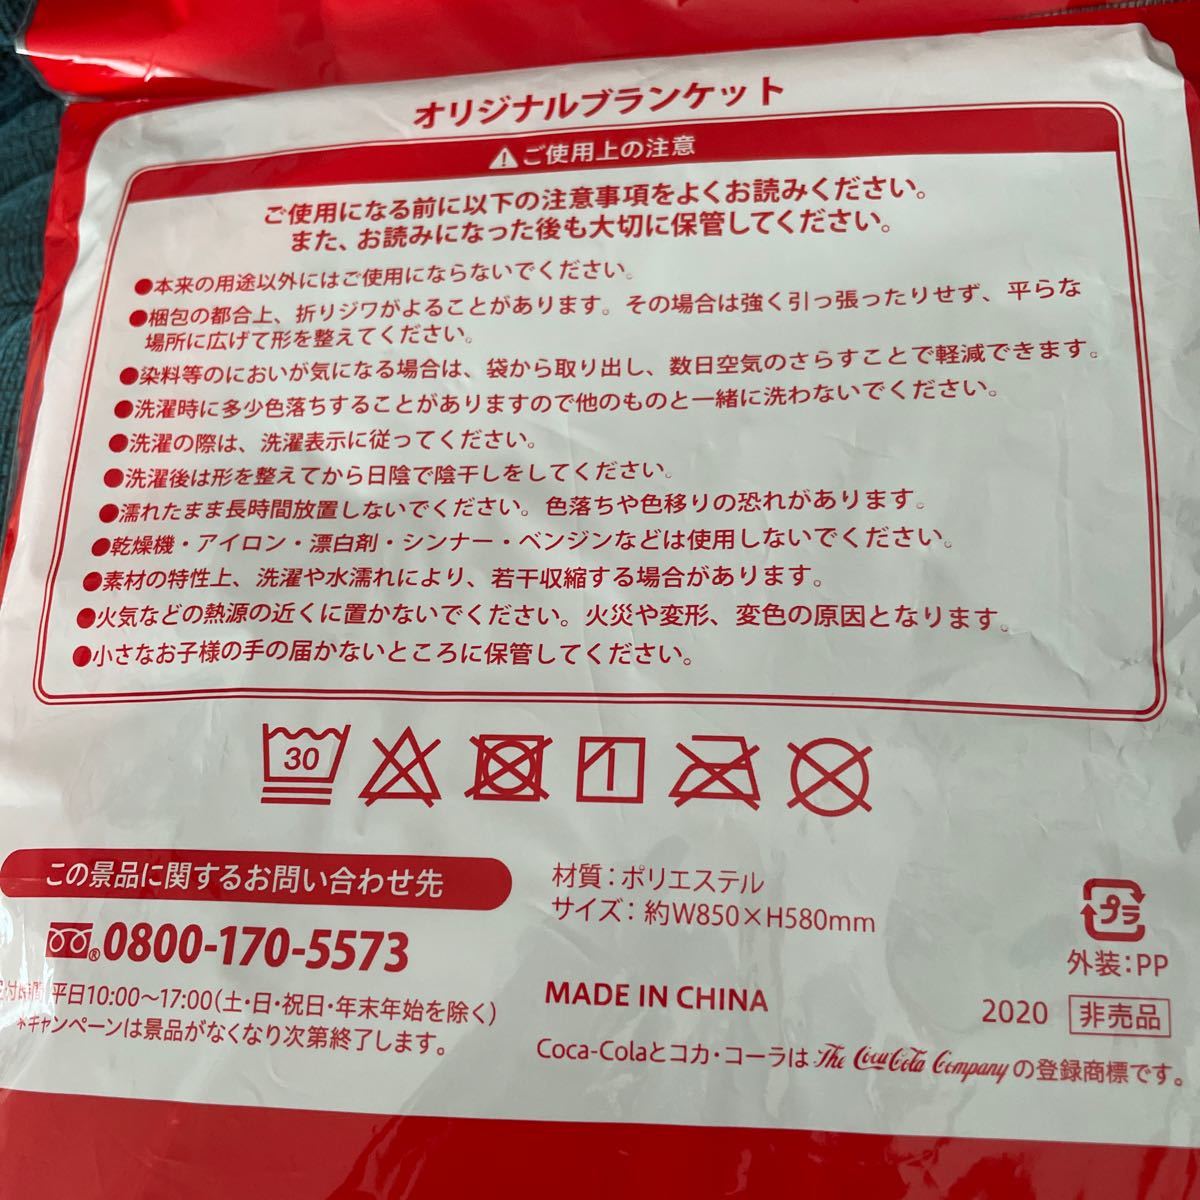 オリジナルブランケット
⚠ご使用上の注意
ご使用になる前に以下の注意事項をよくお読みください。
また、お読みになった後も大切に保管してください。
●本来の用途以外にはご使用にならないでください。
●梱包の都合上、折りジワがよることがあります。その場合は強く引っ張ったりせず、平らな
場所に広げて形を整えてください。
●染料等のにおいが気になる場合は、袋から取り出し、数日空気のさらすことで軽減できます。
●洗濯時に多少色落ちすることがありますので他のものと一緒に洗わないでください。
●洗濯の際は、洗濯表示に従ってください。
●洗濯後は形を整えてから日陰で陰干しをしてください。
●濡れたまま長時間放置しないでください。色落ちや色移りの恐れがあります。
●乾燥機・アイロン・漂白剤・シンナー・ベンジンなどは使用しないでください。
●素材の特性上、洗濯や水濡れにより、若干収縮する場合があります。
●火気などの熱源の近くに置かないでください。火災や変形、変色の原因となります。
●小さなお子様の手の届かないところに保管してください。
30
この景品に関するお問い合わせ先
®0800-170-5573
受付時間 平日10:00〜17:00(土・日・祝日・年末年始を除く)
*キャンペーンは景品がなくなり次第終了します。
材質：ポリエステル
サイズ：約W850×H580mm
MADE IN CHINA
プラ
外装：PP
2020 非売品
Coca-Colaとコカ・コーラはThe Coca-Cola Companyの登録商標です。